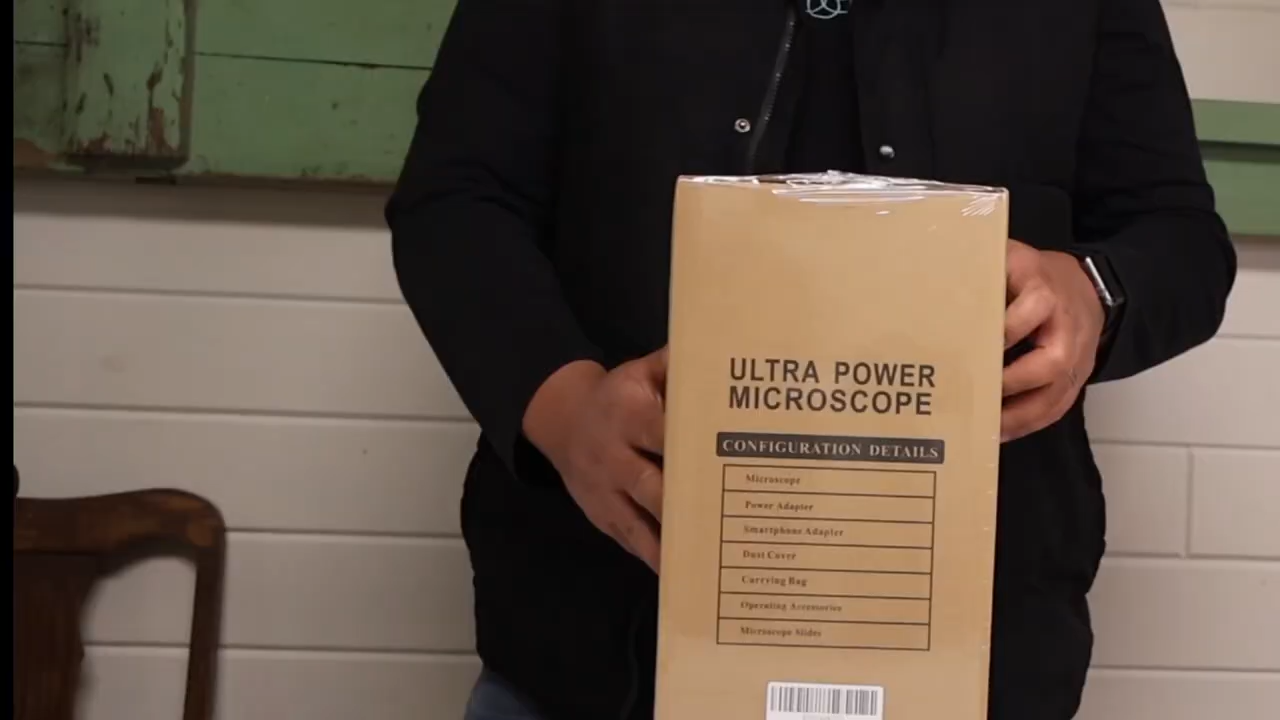 ULTRA POWER
MICROSCOPE
CONFIGURATION DETAILS
Microscope
Power Adapter
Smartphone Adapter
Dust Cover
Carrying Bag
Operating Accessories
Microscope Slides